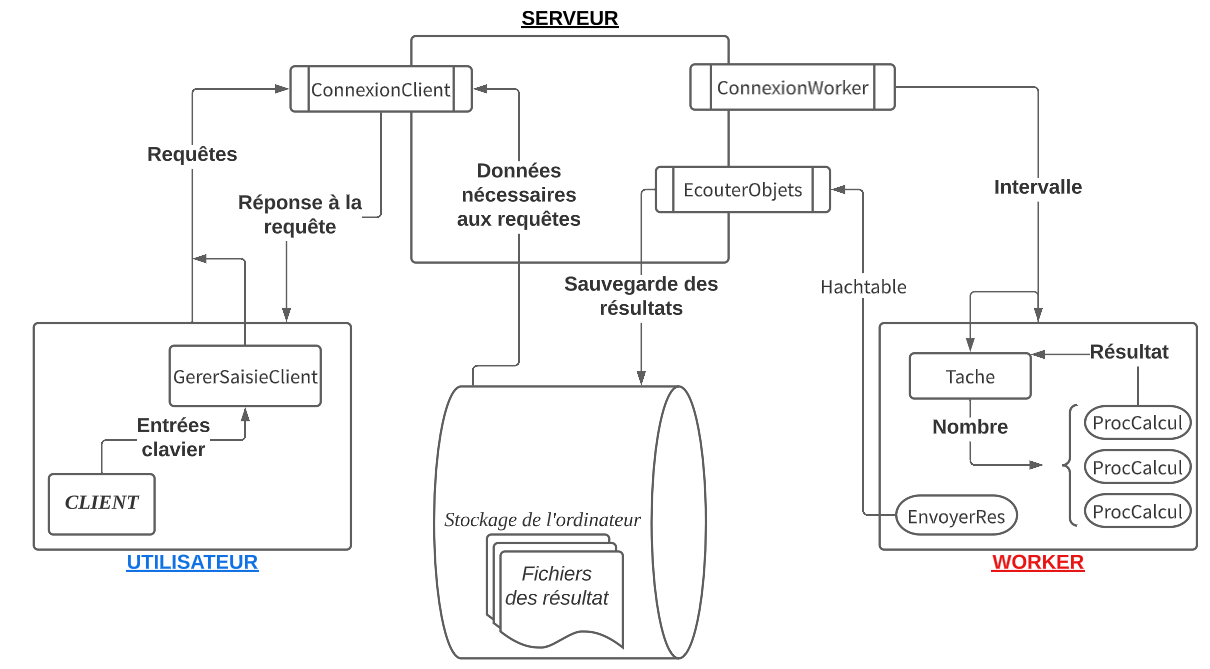 SERVEUR
ConnexionClient
ConnexionWorker
Requêtes
Données
nécessaires
aux requêtes
EcouterObjets
Intervalle
Réponse à la
requête
Sauvegarde des
résultats
Hachtable
GererSaisieClient
Entrées
clavier
CLIENT
UTILISATEUR
Stockage de l'ordinateur
Fichiers
des résultat
Résultat
Tache
Nombre
ProcCalcul
ProcCalcul
ProcCalcul
EnvoyerRes
WORKER